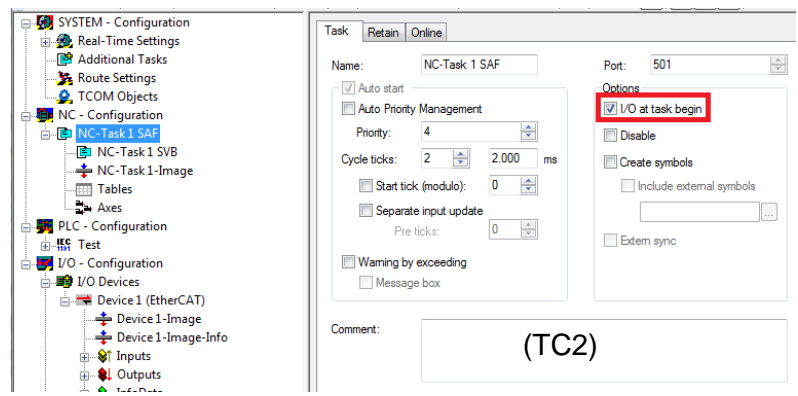 SYSTEM - Configuration
Real-Time Settings
Additional Tasks
Route Settings
TCOM Objects
NC - Configuration
NC-Task 1 SAF
NC-Task 1 SVB
NC-Task 1-Image
Tables
Axes
PLC - Configuration
IEC 1131 Test
I/O - Configuration
I/O Devices
Device 1 (EtherCAT)
Device 1-Image
Device 1-Image-Info
Inputs
Outputs
Task Retain Online
Name: NC-Task 1 SAF Port: 501
Auto start Options
Auto Priority Management I/O at task begin
Priority: 4 Disable
Cycle ticks: 2 2.000 ms Create symbols
Start tick (modulo): 0 Include external symbols
Separate input update ...
Pre ticks: 0 Extern sync
Warning by exceeding
Message box
Comment:
(TC2)